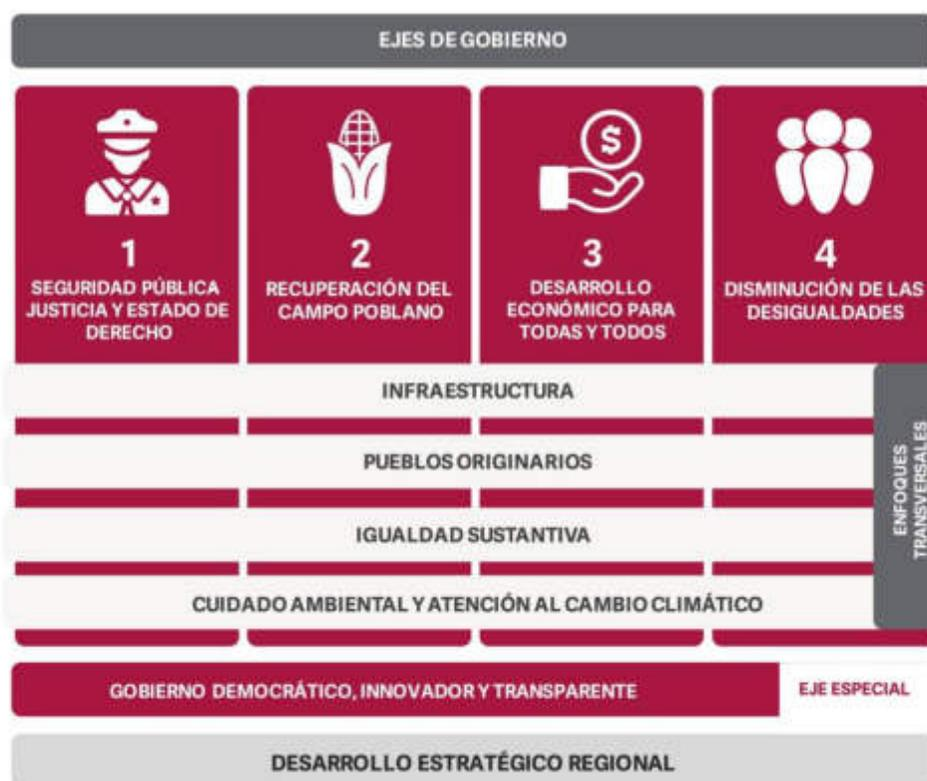 EJES DE GOBIERNO
$
1
SEGURIDAD PÚBLICA
JUSTICIA Y ESTADO DE
DERECHO
2
RECUPERACIÓN DEL
CAMPO POBLANO
3
DESARROLLO
ECONÓMICO PARA
TODAS Y TODOS
4
DISMINUCIÓN DE LAS
DESIGUALDADES
INFRAESTRUCTURA
PUEBLOS ORIGINARIOS
IGUALDAD SUSTANTIVA
CUIDADO AMBIENTAL Y ATENCIÓN AL CAMBIO CLIMÁTICO
ENFOQUES
TRANSVERSALES
GOBIERNO DEMOCRÁTICO, INNOVADOR Y TRANSPARENTE
EJE ESPECIAL
DESARROLLO ESTRATÉGICO REGIONAL